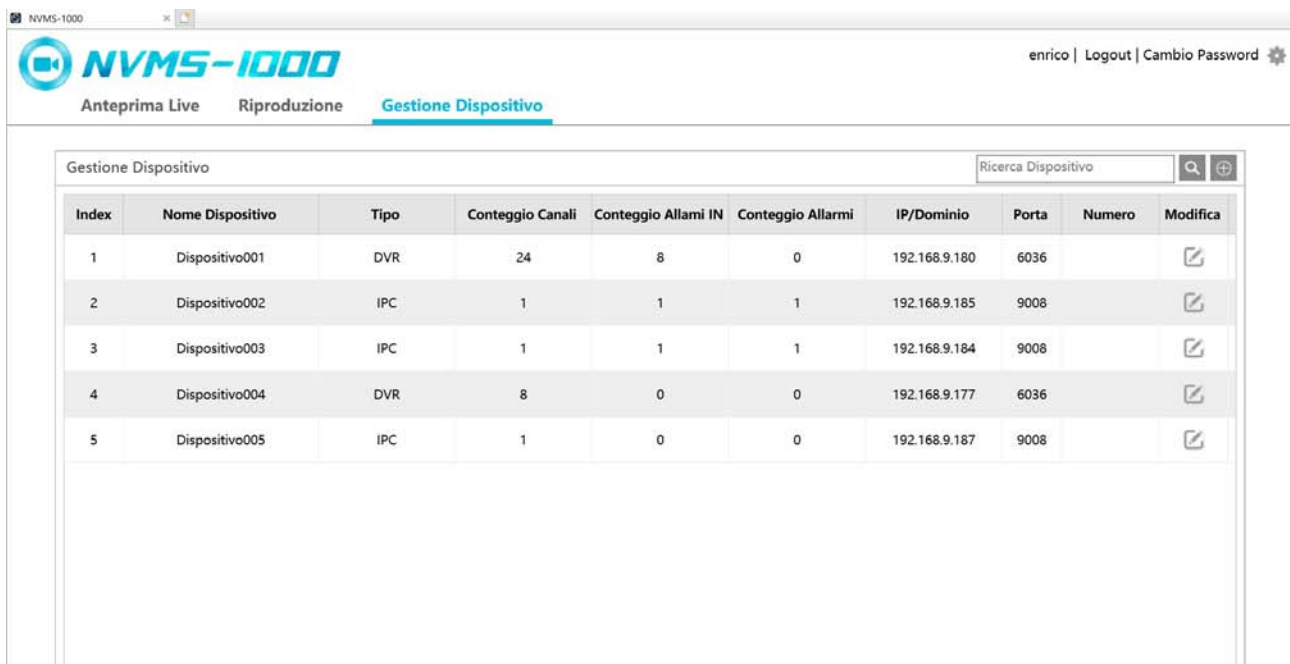 NVMS-1000
NVMS-1000
enrico | Logout | Cambio Password
Anteprima Live Riproduzione Gestione Dispositivo
Gestione Dispositivo Ricerca Dispositivo
Index Nome Dispositivo Tipo Conteggio Canali Conteggio Allami IN Conteggio Allarmi IP/Dominio Porta Numero Modifica
1 Dispositivo001 DVR 24 8 0 192.168.9.180 6036
2 Dispositivo002 IPC 1 1 1 192.168.9.185 9008
3 Dispositivo003 IPC 1 1 1 192.168.9.184 9008
4 Dispositivo004 DVR 8 0 0 192.168.9.177 6036
5 Dispositivo005 IPC 1 0 0 192.168.9.187 9008